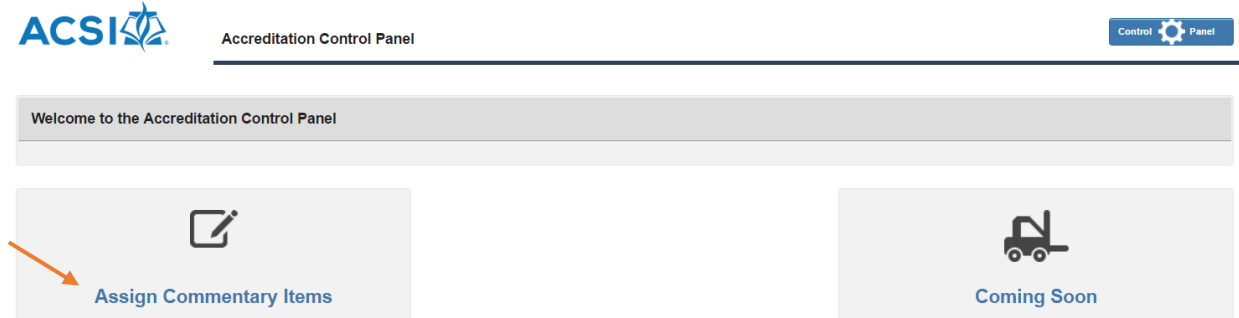 ACSI
Accreditation Control Panel
Control Panel
Welcome to the Accreditation Control Panel
Assign Commentary Items
Coming Soon